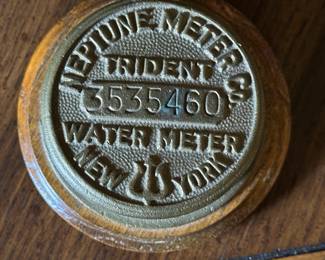 NEPTUNE METER CO.
TRIDENT
3535460
WATER METER
NEW YORK